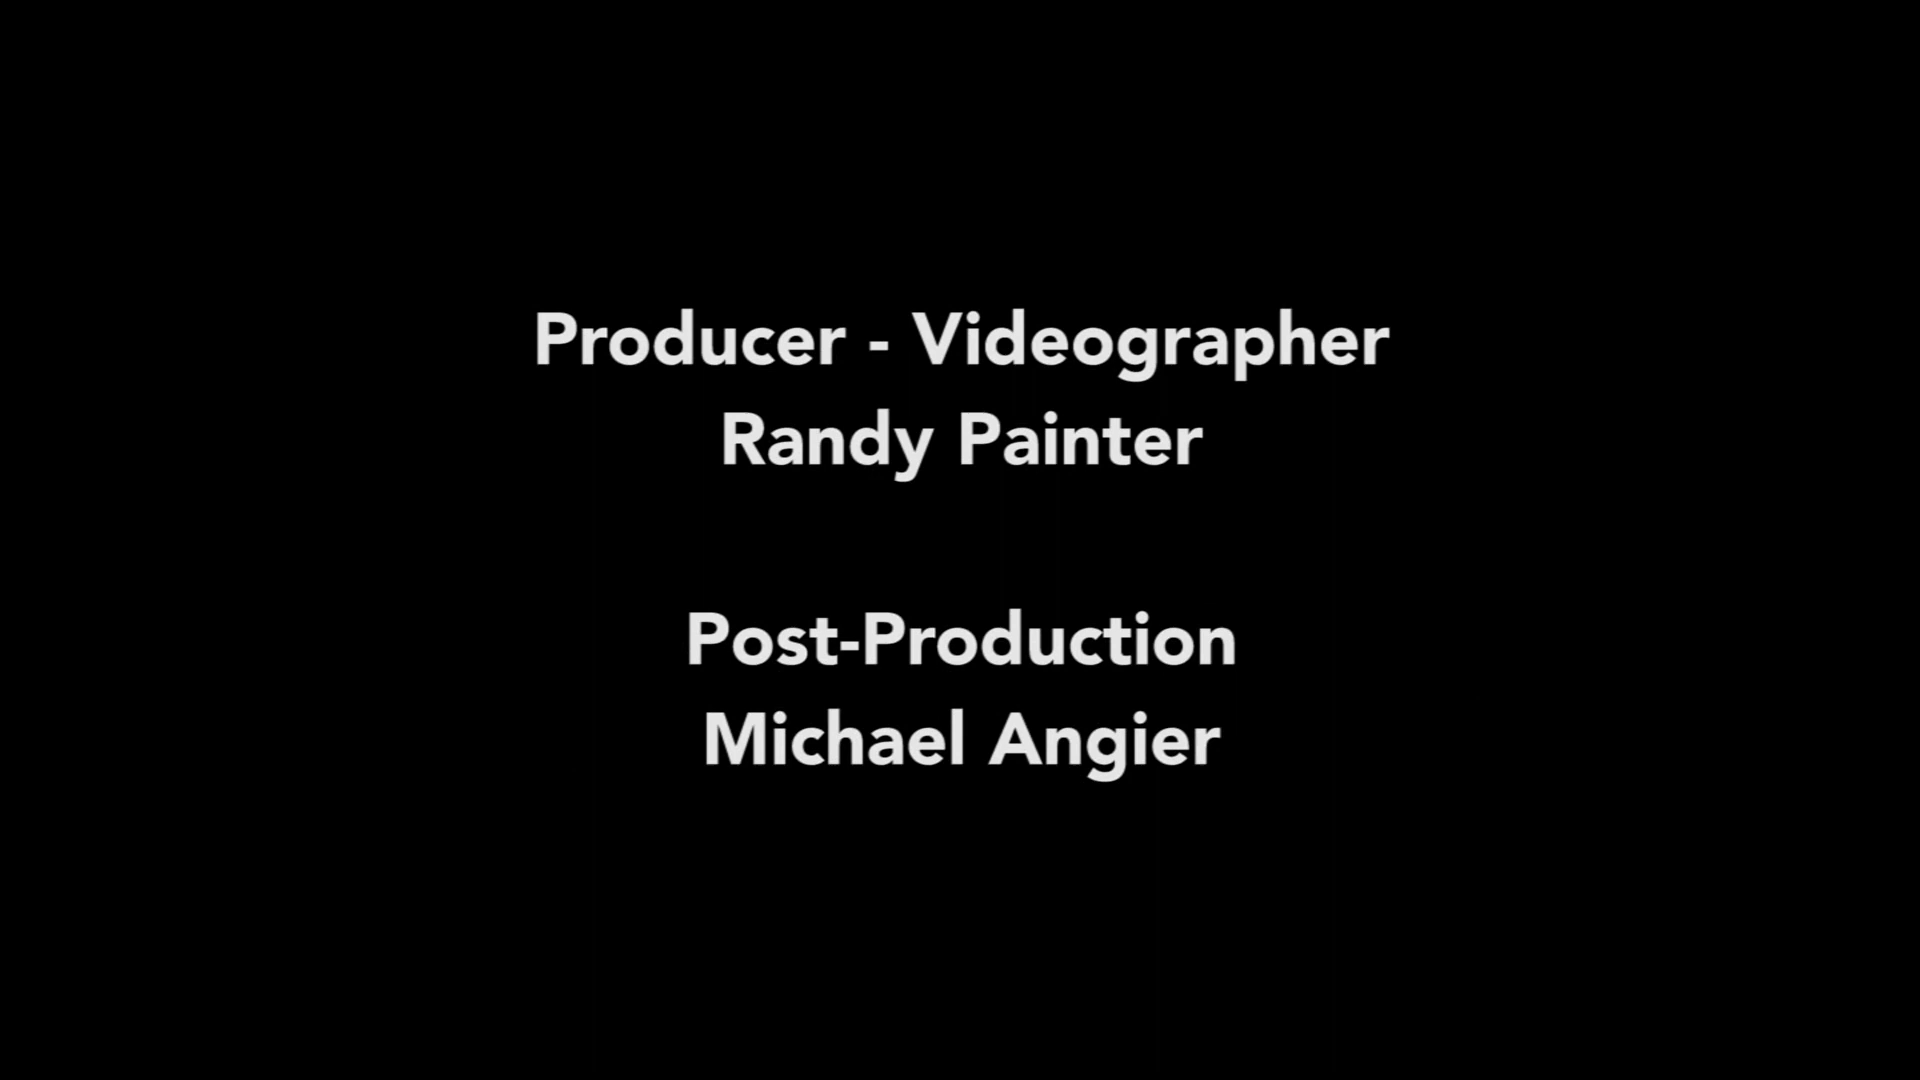 Producer - Videographer
Randy Painter
Post-Production
Michael Angier